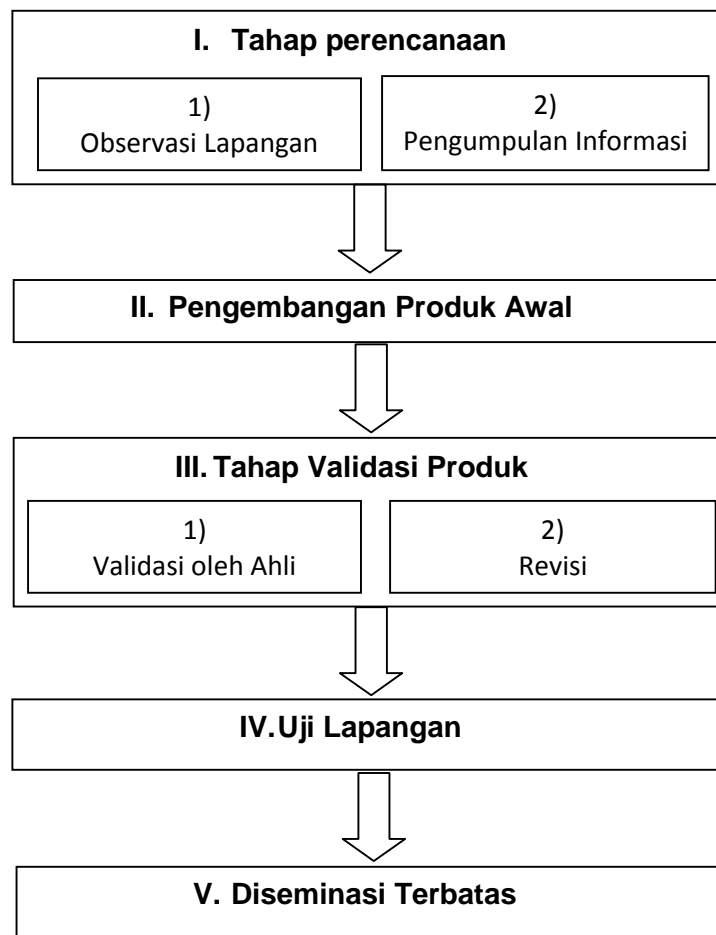 I. Tahap perencanaan
1)
Observasi Lapangan
2)
Pengumpulan Informasi
II. Pengembangan Produk Awal
III. Tahap Validasi Produk
1)
Validasi oleh Ahli
2)
Revisi
IV. Uji Lapangan
V. Diseminasi Terbatas